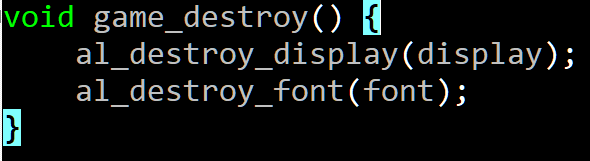 void game_destroy() {
    al_destroy_display(display);
    al_destroy_font(font);
}